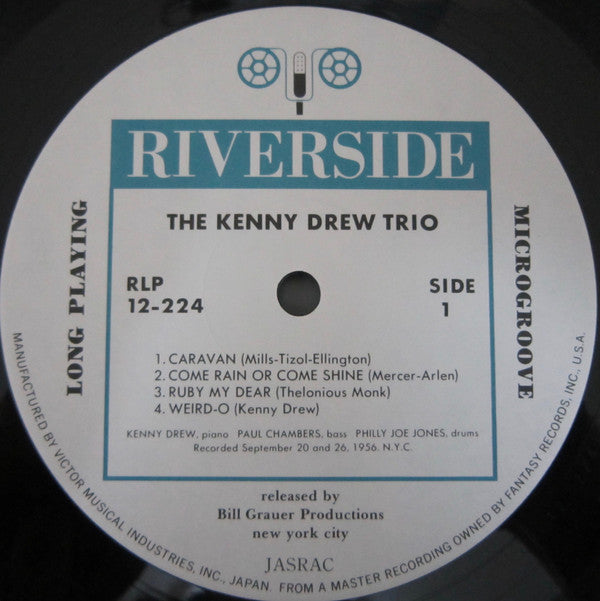 RIVERSIDE
THE KENNY DREW TRIO
RLP
12-224
SIDE
1
LONG PLAYING
MICROGROOVE
1. CARAVAN (Mills-Tizol-Ellington)
2. COME RAIN OR COME SHINE (Mercer-Arlen)
3. RUBY MY DEAR (Thelonious Monk)
4. WEIRD-O (Kenny Drew)
KENNY DREW, piano PAUL CHAMBERS, bass PHILLY JOE JONES, drums
Recorded September 20 and 26, 1956. N.Y.C.
released by
Bill Grauer Productions
new york city
JASRAC
MANUFACTURED BY VICTOR MUSICAL INDUSTRIES, INC., JAPAN. FROM A MASTER RECORDING OWNED BY FANTASY RECORDS, INC., U.S.A.